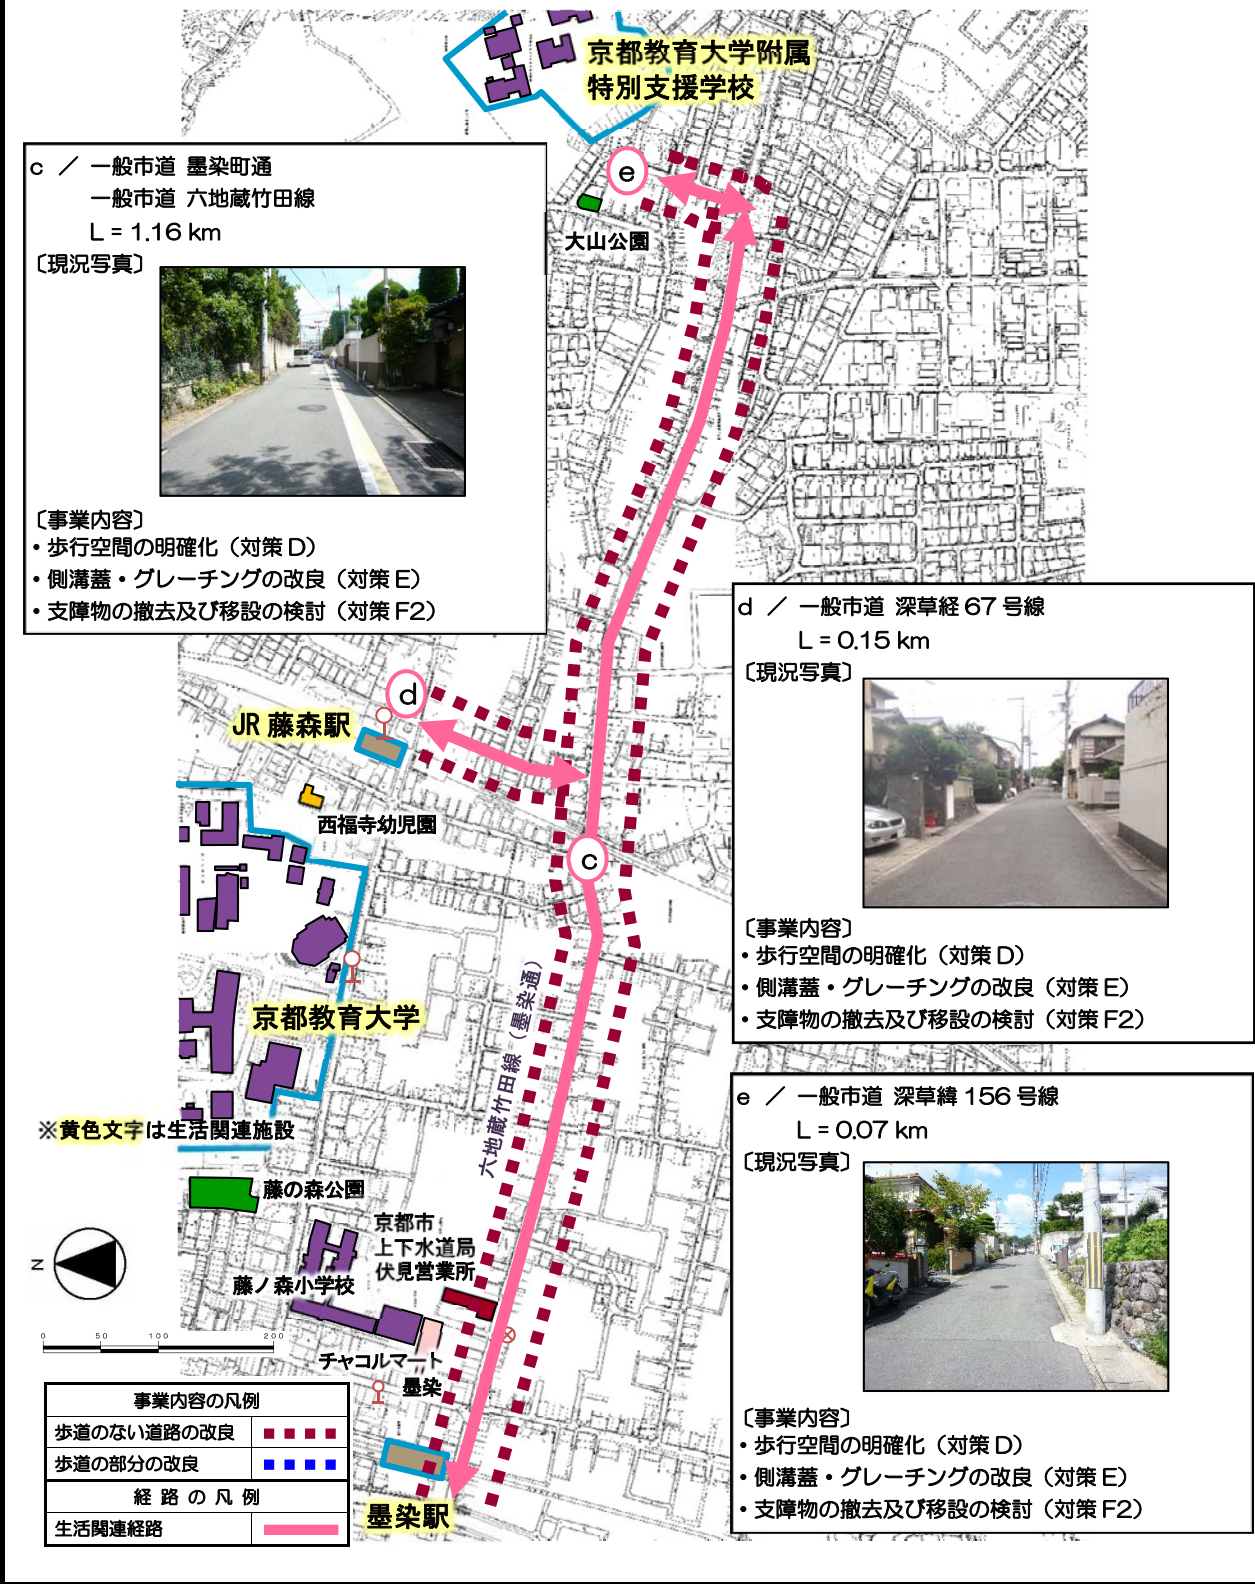 京都教育大学附属
特別支援学校
c ／ 一般市道 墨染町通
一般市道 六地蔵竹田線
L = 1.16 km
〔現況写真〕
〔事業内容〕
・歩行空間の明確化（対策 D）
・側溝蓋・グレーチングの改良（対策 E）
・支障物の撤去及び移設の検討（対策 F2）
e
大山公園
d ／ 一般市道 深草経 67 号線
L = 0.15 km
〔現況写真〕
〔事業内容〕
・歩行空間の明確化（対策 D）
・側溝蓋・グレーチングの改良（対策 E）
・支障物の撤去及び移設の検討（対策 F2）
d
JR 藤森駅
西福寺幼児園
c
六地蔵竹田線（墨染通）
京都教育大学
※黄色文字は生活関連施設
e ／ 一般市道 深草緯 156 号線
L = 0.07 km
〔現況写真〕
〔事業内容〕
・歩行空間の明確化（対策 D）
・側溝蓋・グレーチングの改良（対策 E）
・支障物の撤去及び移設の検討（対策 F2）
藤の森公園
京都市
上下水道局
伏見営業所
藤ノ森小学校
チャコルマート
墨染
墨染駅
N
0 50 100 200
事業内容の凡例
歩道のない道路の改良
歩道の部分の改良
経 路 の 凡 例
生活関連経路